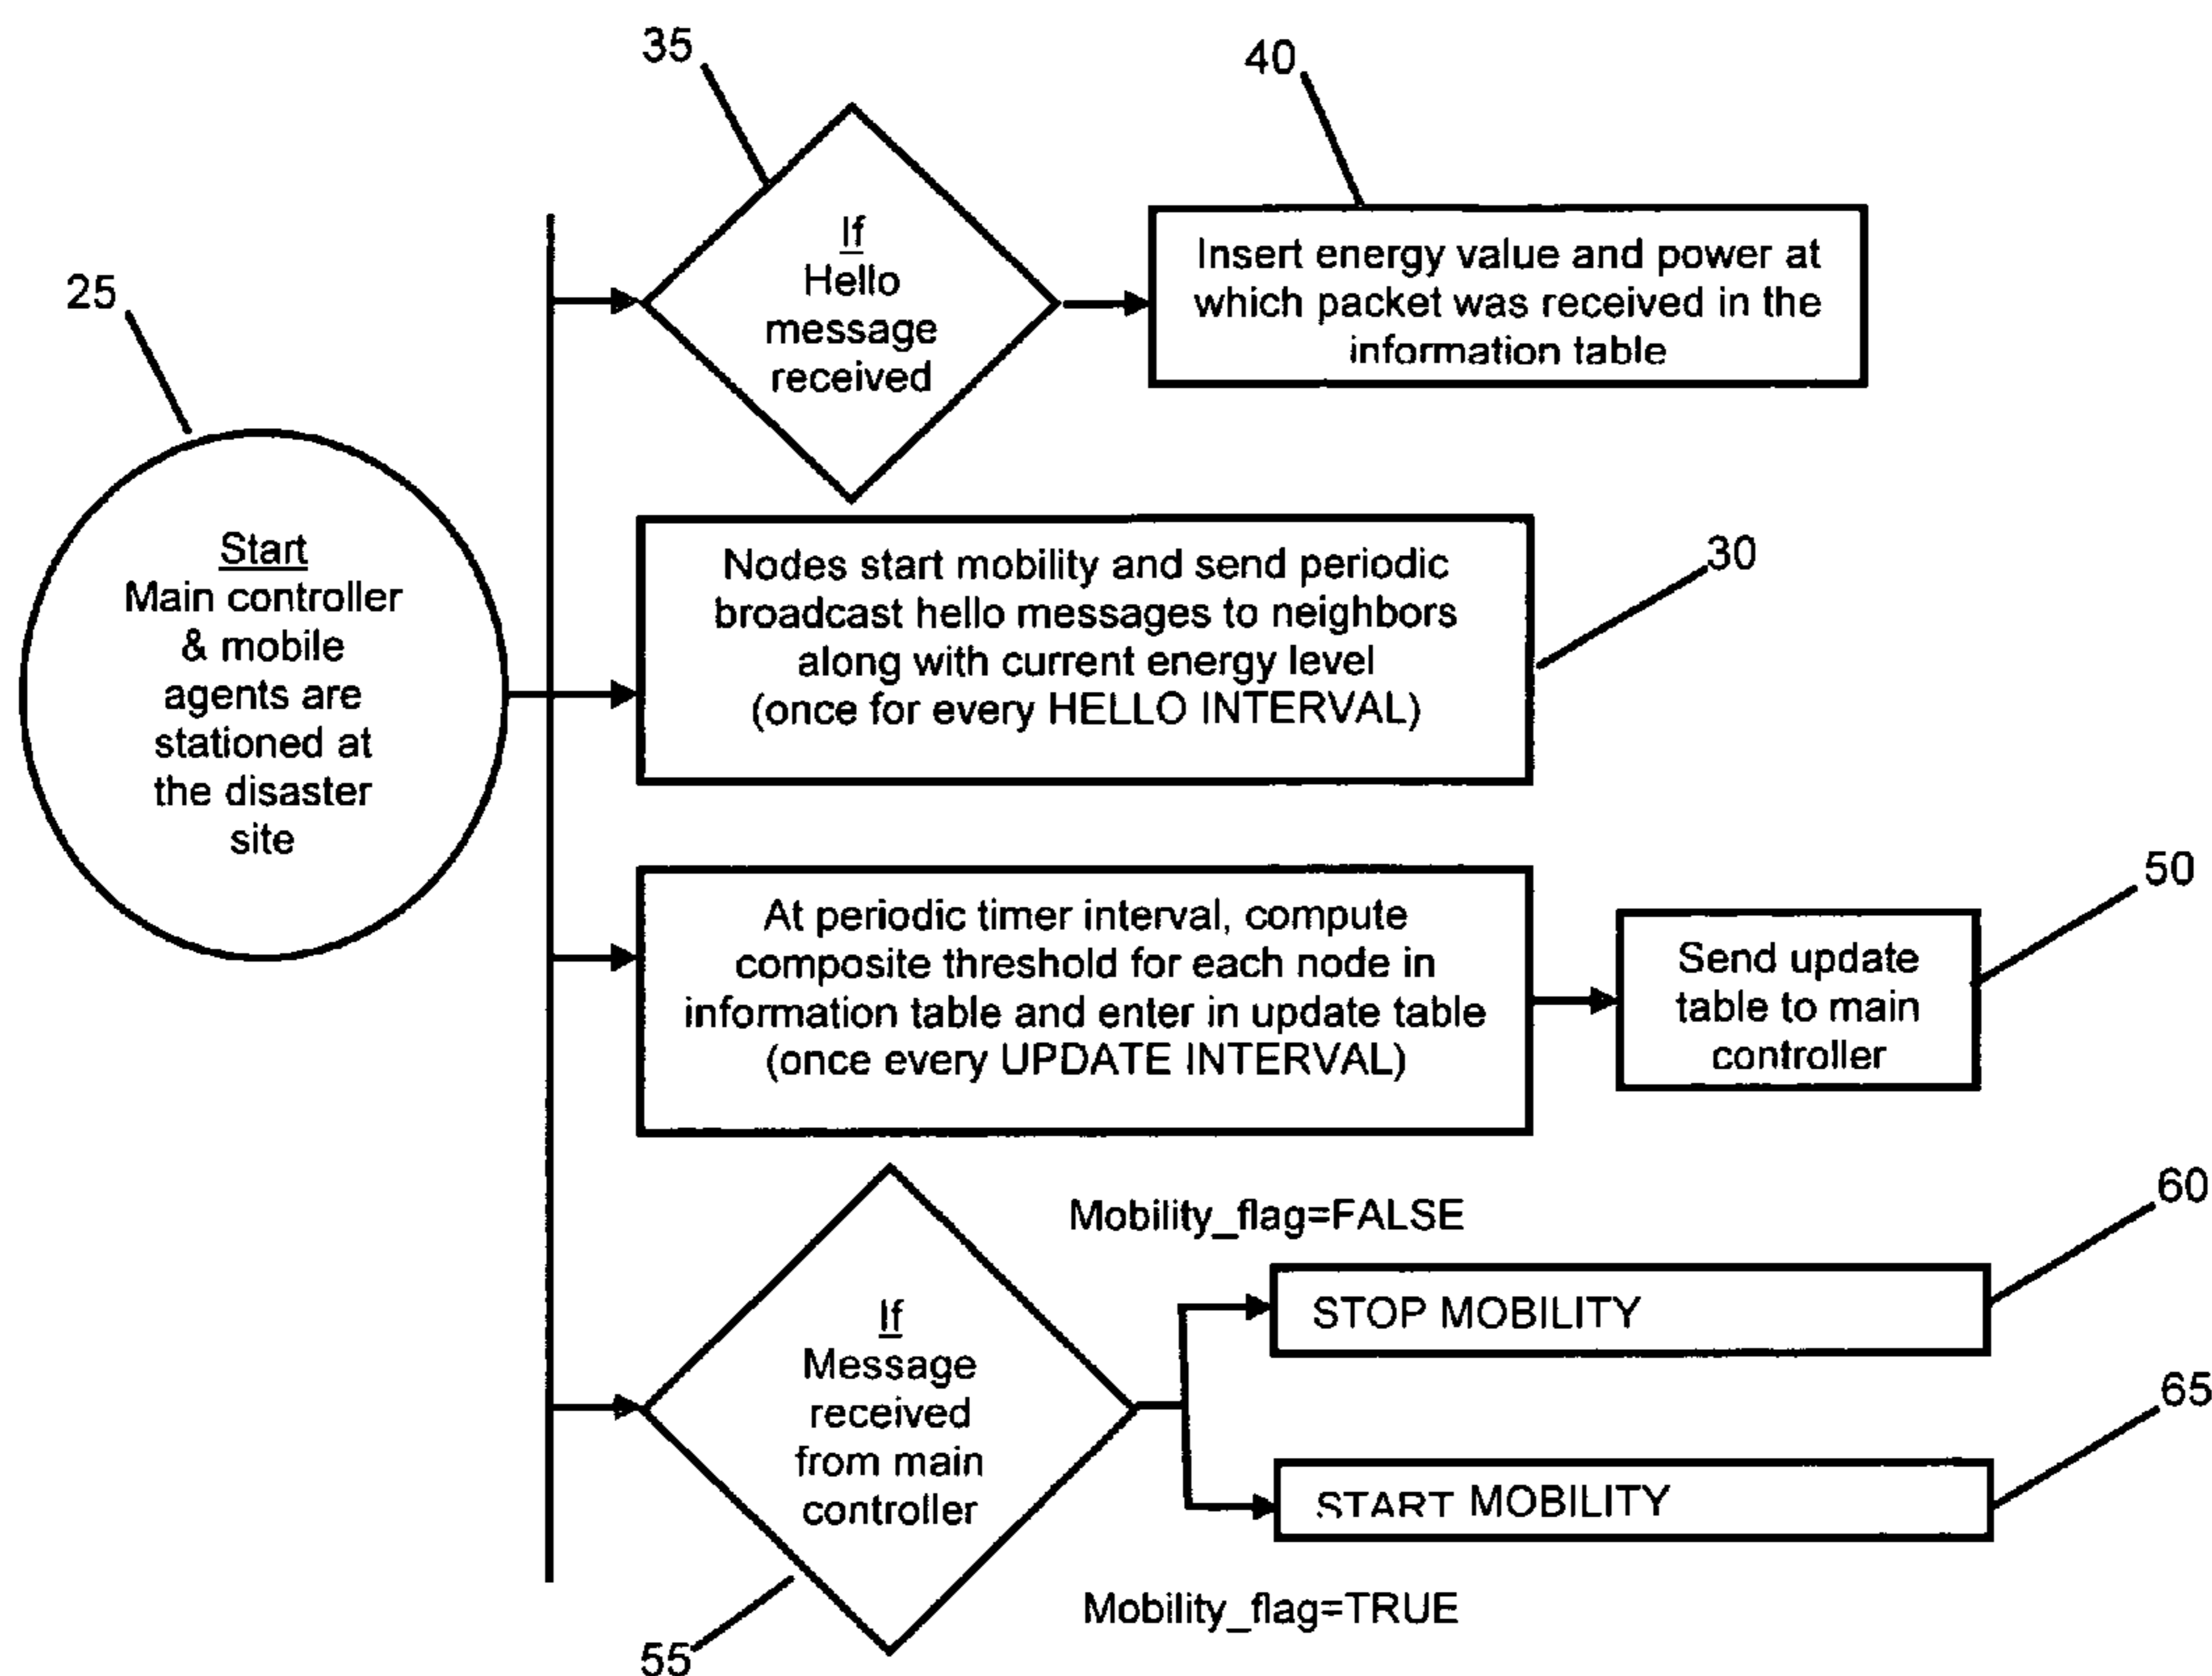 35
40
If
Hello
message
received
Insert energy value and power at
which packet was received in the
information table
25
Start
Main controller
& mobile
agents are
stationed at
the disaster
site
Nodes start mobility and send periodic
broadcast hello messages to neighbors
along with current energy level
(once for every HELLO INTERVAL)
30
At periodic timer interval, compute
composite threshold for each node in
information table and enter in update table
(once every UPDATE INTERVAL)
50
Send update
table to main
controller
If
Message
received
from main
controller
55
Mobility_flag=FALSE
60
STOP MOBILITY
65
START MOBILITY
Mobility_flag=TRUE